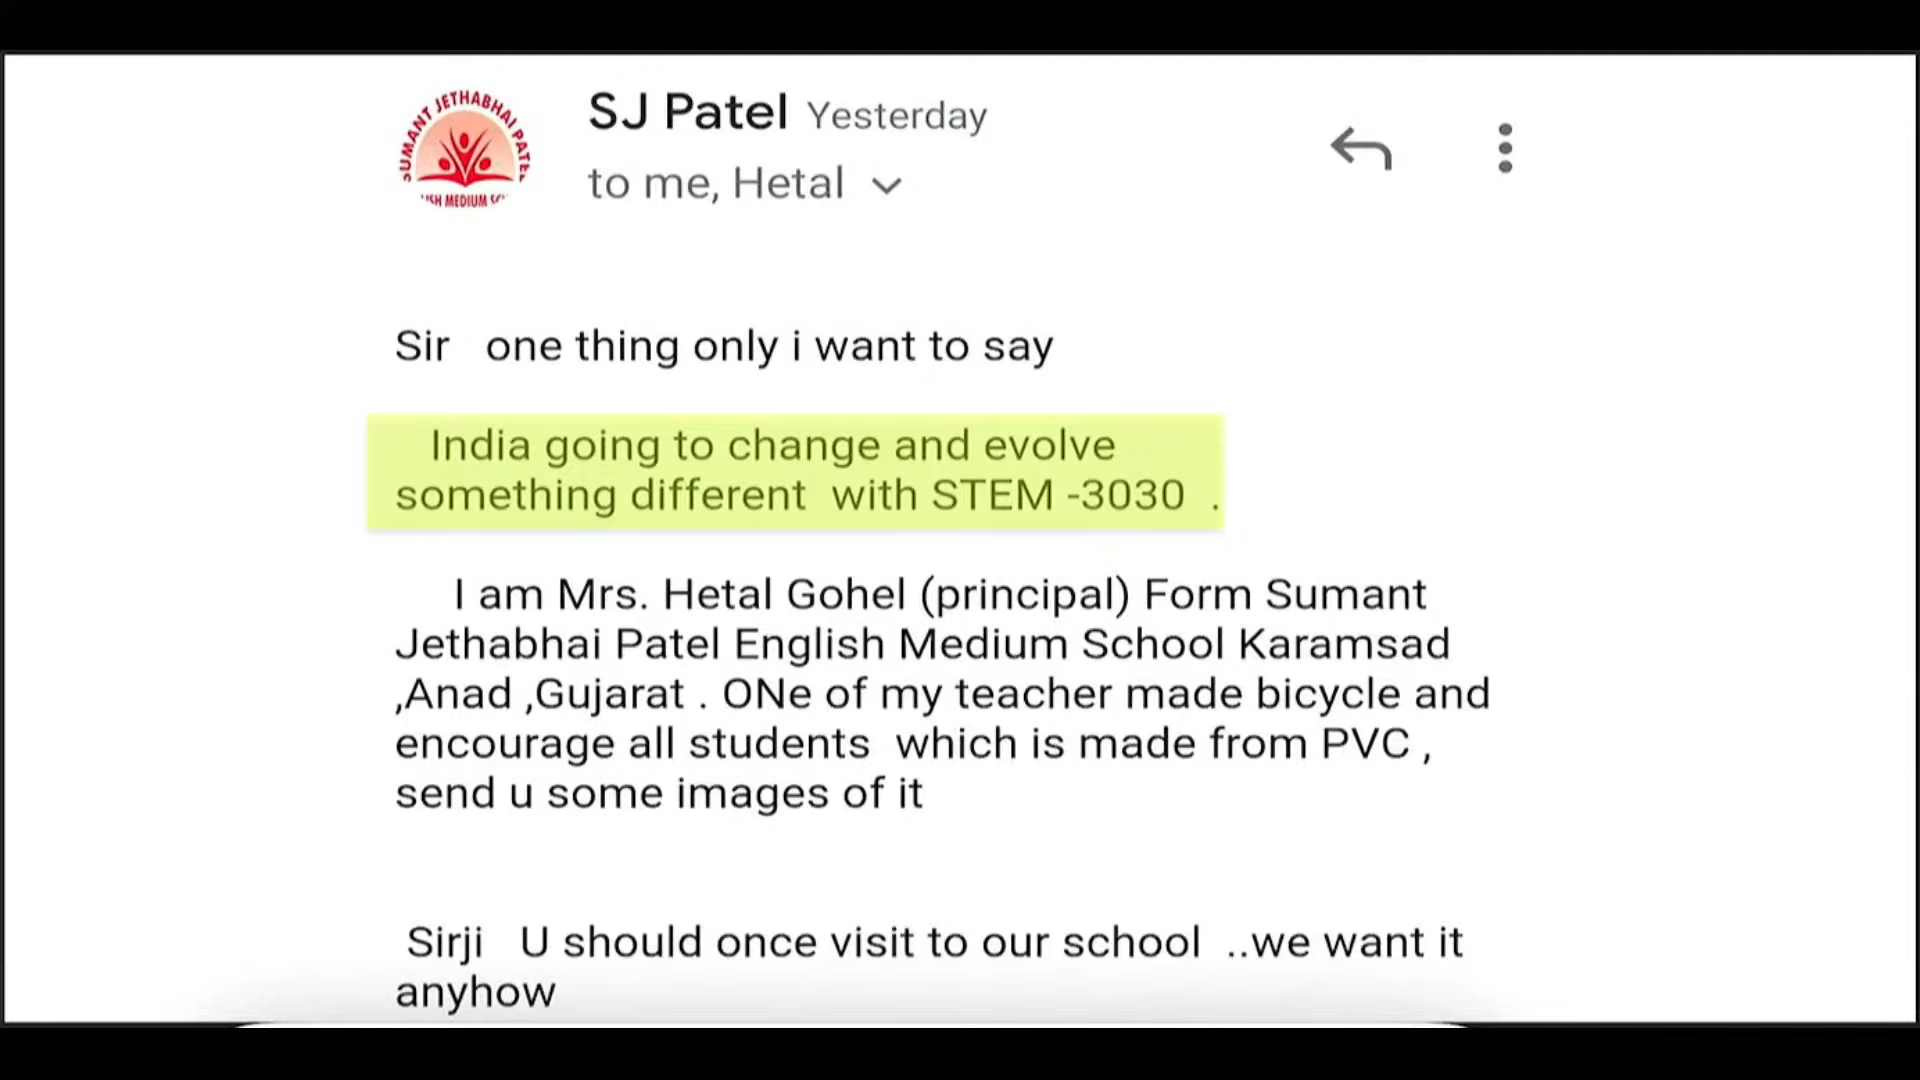 SUMANT JETHABHAI PATEL
MEDIUM
SJ Patel Yesterday
to me, Hetal
Sir one thing only i want to say
India going to change and evolve
something different with STEM -3030 .
I am Mrs. Hetal Gohel (principal) Form Sumant
Jethabhai Patel English Medium School Karamsad
,Anad ,Gujarat . ONe of my teacher made bicycle and
encourage all students which is made from PVC ,
send u some images of it
Sirji U should once visit to our school ..we want it
anyhow